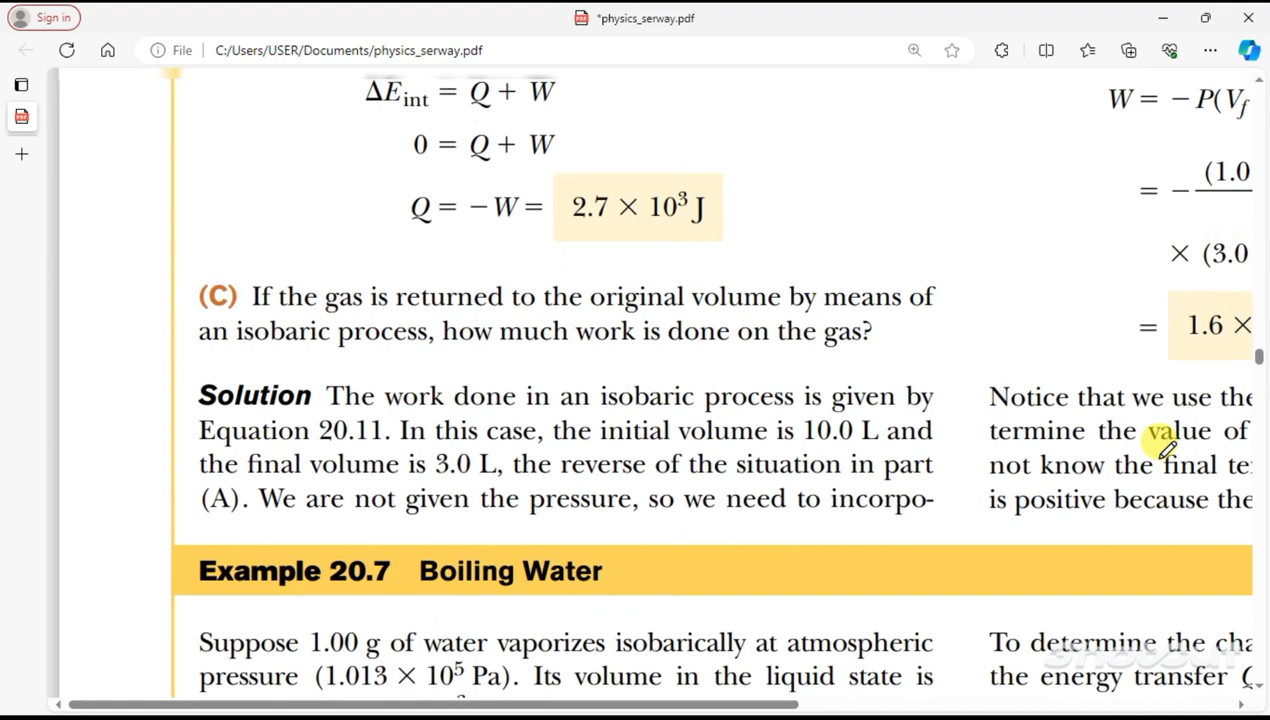 Sign in
*physics_serway.pdf
File
C:/Users/USER/Documents/physics_serway.pdf
ΔE_int = Q + W
0 = Q + W
Q = − W = 2.7 × 10³ J
(C) If the gas is returned to the original volume by means of
an isobaric process, how much work is done on the gas?
Solution The work done in an isobaric process is given by
Equation 20.11. In this case, the initial volume is 10.0 L and
the final volume is 3.0 L, the reverse of the situation in part
(A). We are not given the pressure, so we need to incorpo-
W = − P(V_f
= − (1.0
× (3.0
= 1.6 ×
Notice that we use the
termine the value of
not know the final te
is positive because the
Example 20.7 Boiling Water
Suppose 1.00 g of water vaporizes isobarically at atmospheric
pressure (1.013 × 10⁵ Pa). Its volume in the liquid state is
To determine the cha
the energy transfer Q